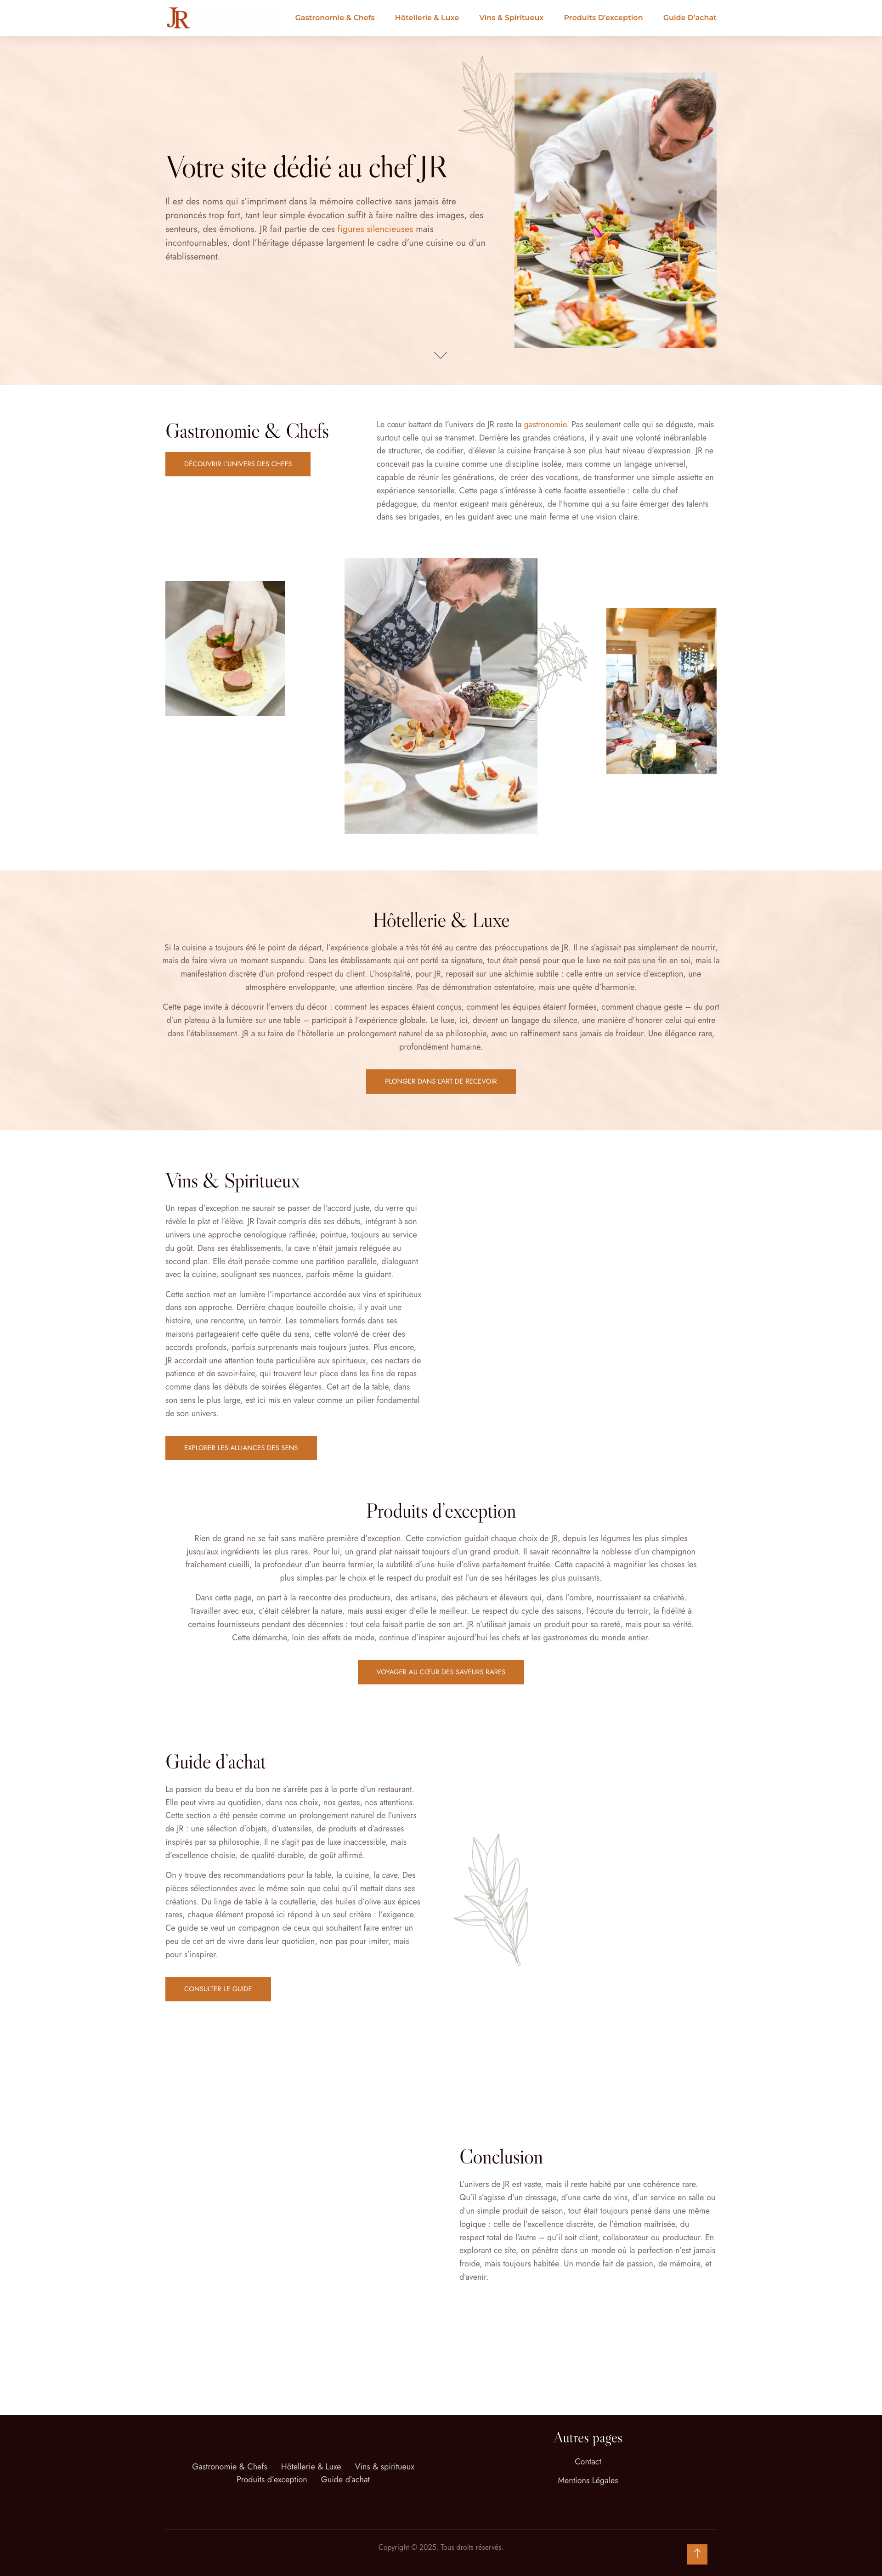 JR
Gastronomie & Chefs
Hôtellerie & Luxe
Vins & Spiritueux
Produits D’exception
Guide D’achat
Votre site dédié au chef JR
Il est des noms qui s’impriment dans la mémoire collective sans jamais être
prononcés trop fort, tant leur simple évocation suffit à faire naître des images, des
senteurs, des émotions. JR fait partie de ces figures silencieuses mais
incontournables, dont l’héritage dépasse largement le cadre d’une cuisine ou d’un
établissement.
Gastronomie & Chefs
DÉCOUVRIR L’UNIVERS DES CHEFS
Le cœur battant de l’univers de JR reste la gastronomie. Pas seulement celle qui se déguste, mais
surtout celle qui se transmet. Derrière les grandes créations, il y avait une volonté inébranlable
de structurer, de codifier, d’élever la cuisine française à son plus haut niveau d’expression. JR ne
concevait pas la cuisine comme une discipline isolée, mais comme un langage universel,
capable de réunir les générations, de créer des vocations, de transformer une simple assiette en
expérience sensorielle. Cette page s’intéresse à cette facette essentielle : celle du chef
pédagogue, du mentor exigeant mais généreux, de l’homme qui a su faire émerger des talents
dans ses brigades, en les guidant avec une main ferme et une vision claire.
Hôtellerie & Luxe
Si la cuisine a toujours été le point de départ, l’expérience globale a très tôt été au centre des préoccupations de JR. Il ne s’agissait pas simplement de nourrir,
mais de faire vivre un moment suspendu. Dans les établissements qui ont porté sa signature, tout était pensé pour que le luxe ne soit pas une fin en soi, mais la
manifestation discrète d’un profond respect du client. L’hospitalité, pour JR, reposait sur une alchimie subtile : celle entre un service d’exception, une
atmosphère enveloppante, une attention sincère. Pas de démonstration ostentatoire, mais une quête d’harmonie.
Cette page invite à découvrir l’envers du décor : comment les espaces étaient conçus, comment les équipes étaient formées, comment chaque geste – du port
d’un plateau à la lumière sur une table – participait à l’expérience globale. Le luxe, ici, devient un langage du silence, une manière d’honorer celui qui entre
dans l’établissement. JR a su faire de l’hôtellerie un prolongement naturel de sa philosophie, avec un raffinement sans jamais de froideur. Une élégance rare,
profondément humaine.
PLONGER DANS L’ART DE RECEVOIR
Vins & Spiritueux
Un repas d’exception ne saurait se passer de l’accord juste, du verre qui
révèle le plat et l’élève. JR l’avait compris dès ses débuts, intégrant à son
univers une approche œnologique raffinée, pointue, toujours au service
du goût. Dans ses établissements, la cave n’était jamais reléguée au
second plan. Elle était pensée comme une partition parallèle, dialoguant
avec la cuisine, soulignant ses nuances, parfois même la guidant.
Cette section met en lumière l’importance accordée aux vins et spiritueux
dans son approche. Derrière chaque bouteille choisie, il y avait une
histoire, une rencontre, un terroir. Les sommeliers formés dans ses
maisons partageaient cette quête du sens, cette volonté de créer des
accords profonds, parfois surprenants mais toujours justes. Plus encore,
JR accordait une attention toute particulière aux spiritueux, ces nectars de
patience et de savoir-faire, qui trouvent leur place dans les fins de repas
comme dans les débuts de soirées élégantes. Cet art de la table, dans
son sens le plus large, est ici mis en valeur comme un pilier fondamental
de son univers.
EXPLORER LES ALLIANCES DES SENS
Produits d’exception
Rien de grand ne se fait sans matière première d’exception. Cette conviction guidait chaque choix de JR, depuis les légumes les plus simples
jusqu’aux ingrédients les plus rares. Pour lui, un grand plat naissait toujours d’un grand produit. Il savait reconnaître la noblesse d’un champignon
fraîchement cueilli, la profondeur d’un beurre fermier, la subtilité d’une huile d’olive parfaitement fruitée. Cette capacité à magnifier les choses les
plus simples par le choix et le respect du produit est l’un de ses héritages les plus puissants.
Dans cette page, on part à la rencontre des producteurs, des artisans, des pêcheurs et éleveurs qui, dans l’ombre, nourrissaient sa créativité.
Travailler avec eux, c’était célébrer la nature, mais aussi exiger d’elle le meilleur. Le respect du cycle des saisons, l’écoute du terroir, la fidélité à
certains fournisseurs pendant des décennies : tout cela faisait partie de son art. JR n’utilisait jamais un produit pour sa rareté, mais pour sa vérité.
Cette démarche, loin des effets de mode, continue d’inspirer aujourd’hui les chefs et les gastronomes du monde entier.
VOYAGER AU CŒUR DES SAVEURS RARES
Guide d’achat
La passion du beau et du bon ne s’arrête pas à la porte d’un restaurant.
Elle peut vivre au quotidien, dans nos choix, nos gestes, nos attentions.
Cette section a été pensée comme un prolongement naturel de l’univers
de JR : une sélection d’objets, d’ustensiles, de produits et d’adresses
inspirés par sa philosophie. Il ne s’agit pas de luxe inaccessible, mais
d’excellence choisie, de qualité durable, de goût affirmé.
On y trouve des recommandations pour la table, la cuisine, la cave. Des
pièces sélectionnées avec le même soin que celui qu’il mettait dans ses
créations. Du linge de table à la coutellerie, des huiles d’olive aux épices
rares, chaque élément proposé ici répond à un seul critère : l’exigence.
Ce guide se veut un compagnon de ceux qui souhaitent faire entrer un
peu de cet art de vivre dans leur quotidien, non pas pour imiter, mais
pour s’inspirer.
CONSULTER LE GUIDE
Conclusion
L’univers de JR est vaste, mais il reste habité par une cohérence rare.
Qu’il s’agisse d’un dressage, d’une carte de vins, d’un service en salle ou
d’un simple produit de saison, tout était toujours pensé dans une même
logique : celle de l’excellence discrète, de l’émotion maîtrisée, du
respect total de l’autre – qu’il soit client, collaborateur ou producteur. En
explorant ce site, on pénètre dans un monde où la perfection n’est jamais
froide, mais toujours habitée. Un monde fait de passion, de mémoire, et
d’avenir.
Gastronomie & Chefs
Hôtellerie & Luxe
Vins & spiritueux
Produits d’exception
Guide d’achat
Autres pages
Contact
Mentions Légales
Copyright © 2025. Tous droits réservés.